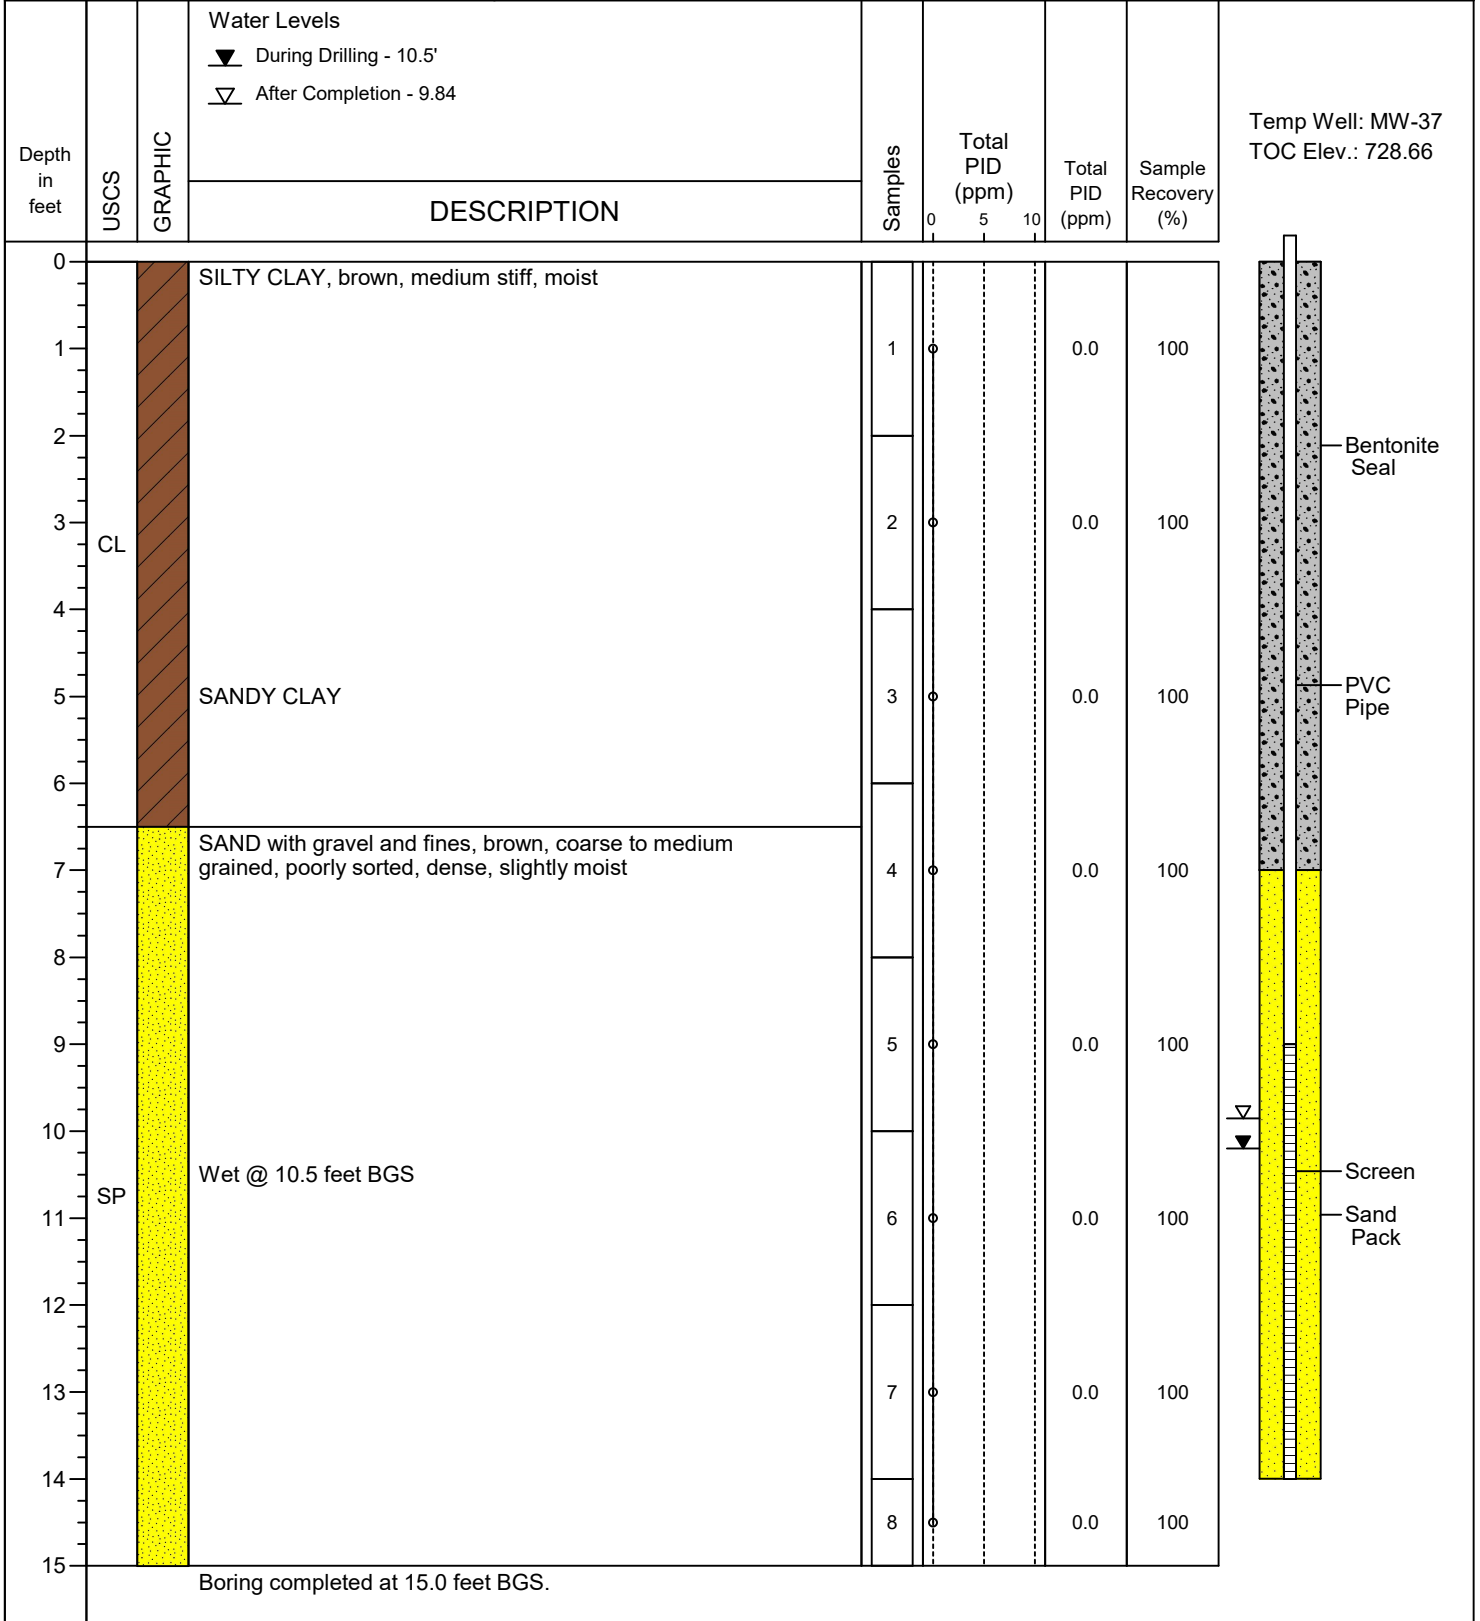 Water Levels
During Drilling - 10.5'
After Completion - 9.84
Temp Well: MW-37
TOC Elev.: 728.66
Depth
in
feet
USCS
GRAPHIC
DESCRIPTION
Samples
Total
PID
(ppm)
0 5 10
Total
PID
(ppm)
Sample
Recovery
(%)
0
SILTY CLAY, brown, medium stiff, moist
1 1 0.0 100
2
Bentonite
Seal
3 2 0.0 100
CL
4
5 SANDY CLAY 3 0.0 100
PVC
Pipe
6
SAND with gravel and fines, brown, coarse to medium
grained, poorly sorted, dense, slightly moist
7 4 0.0 100
8
9 5 0.0 100
10
Wet @ 10.5 feet BGS
Screen
SP
11 6 0.0 100
Sand
Pack
12
13 7 0.0 100
14
8 0.0 100
15
Boring completed at 15.0 feet BGS.